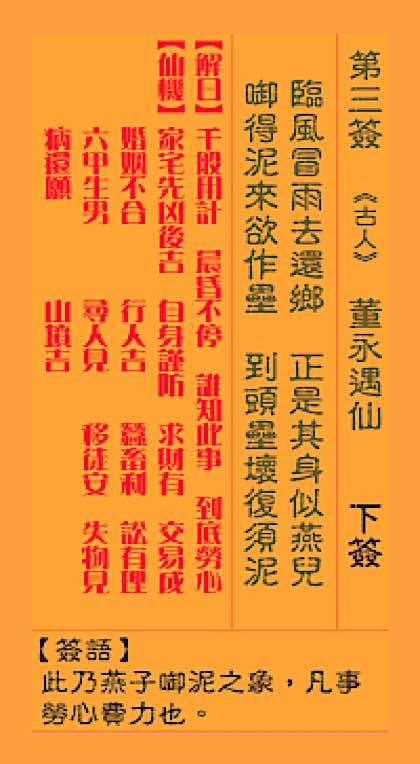 第三簽 《古人》 董永遇仙 下簽
臨風冒雨去還鄉 正是其身似燕兒
啣得泥來欲作壘 到頭壘壞復須泥
【解曰】千般用計 晨昏不停 誰知此事 到底勞心
【仙機】家宅先凶後吉 自身謹防 求財有 交易成
婚姻不合 行人吉 蠶畜利 訟有理
六甲生男 尋人見 移徒安 失物見
病還願 山墳吉
【簽語】
此乃燕子啣泥之象，凡事
勞心費力也。